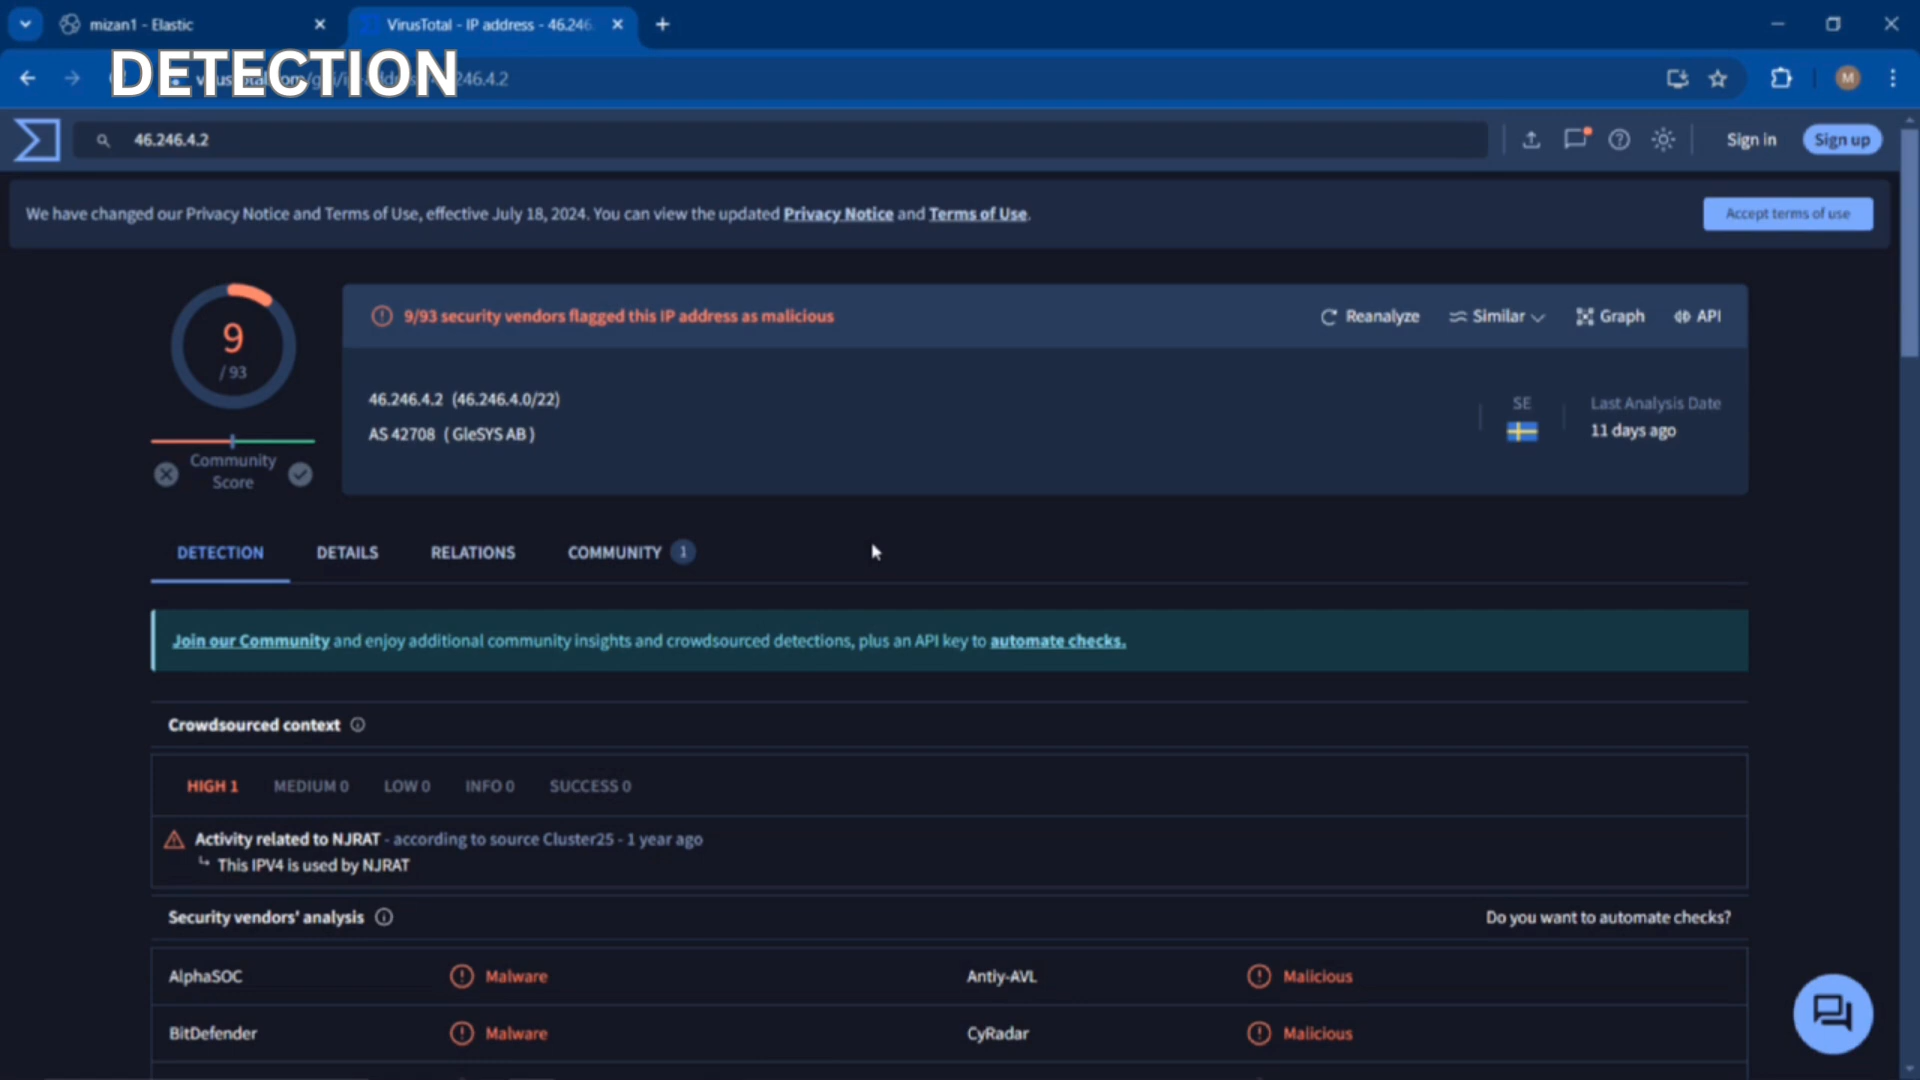 mizan1 - Elastic
VirusTotal - IP address - 46.246.
DETECTION
46.4.2
M
46.246.4.2
Sign in
Sign up
We have changed our Privacy Notice and Terms of Use, effective July 18, 2024. You can view the updated Privacy Notice and Terms of Use.
Accept terms of use
9
/ 93
Community
Score
9/93 security vendors flagged this IP address as malicious
Reanalyze
Similar
Graph
API
46.246.4.2 (46.246.4.0/22)
AS 42708 ( GleSYS AB )
SE
Last Analysis Date
11 days ago
DETECTION
DETAILS
RELATIONS
COMMUNITY 1
Join our Community and enjoy additional community insights and crowdsourced detections, plus an API key to automate checks.
Crowdsourced context
HIGH 1
MEDIUM 0
LOW 0
INFO 0
SUCCESS 0
Activity related to NJRAT - according to source Cluster25 - 1 year ago
This IPV4 is used by NJRAT
Security vendors' analysis
Do you want to automate checks?
AlphaSOC
Malware
Antiy-AVL
Malicious
BitDefender
Malware
CyRadar
Malicious